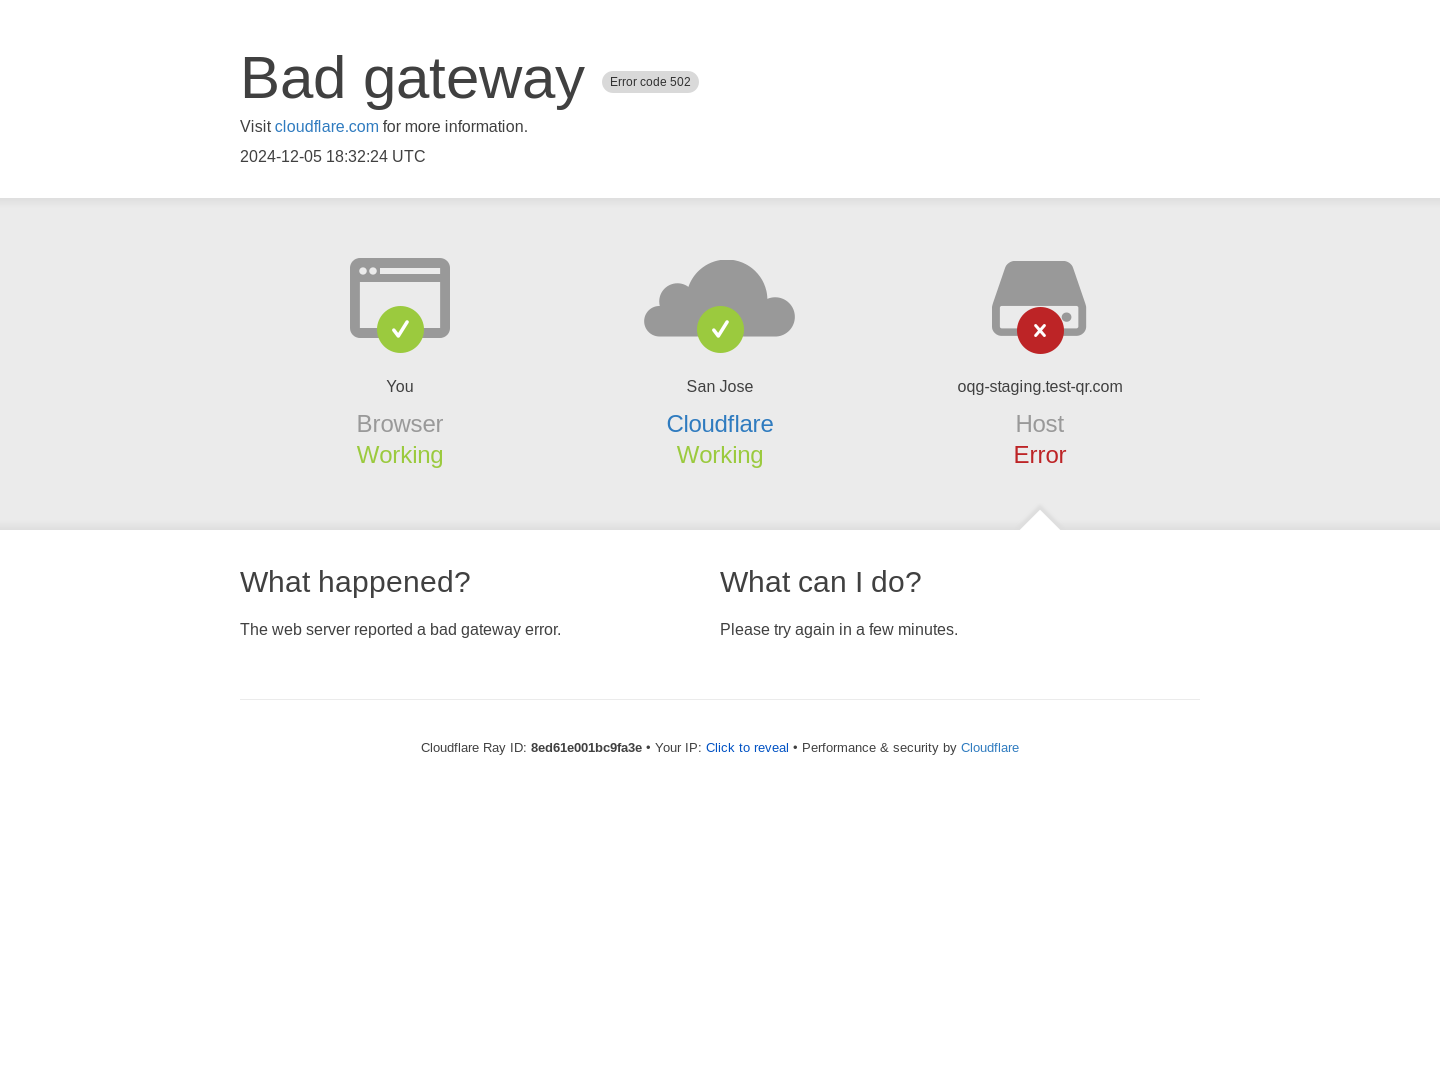 Bad gateway Error code 502
Visit cloudflare.com for more information.
2024-12-05 18:32:24 UTC
You
Browser
Working
San Jose
Cloudflare
Working
oqg-staging.test-qr.com
Host
Error
What happened?
The web server reported a bad gateway error.
What can I do?
Please try again in a few minutes.
Cloudflare Ray ID: 8ed61e001bc9fa3e • Your IP: Click to reveal • Performance & security by Cloudflare